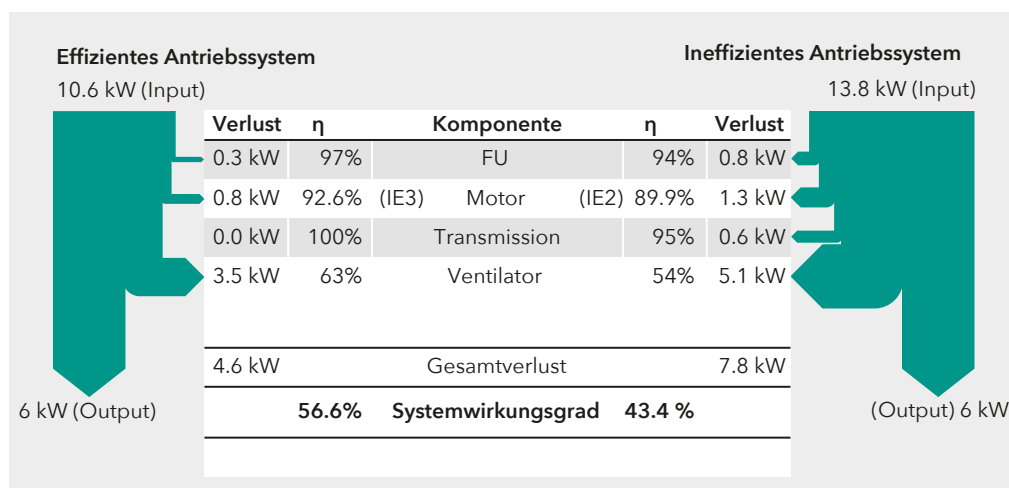 Effizientes Antriebssystem
Ineffizientes Antriebssystem
10.6 kW (Input)
13.8 kW (Input)
Verlust η Komponente η Verlust
0.3 kW 97% FU 94% 0.8 kW
0.8 kW 92.6% (IE3) Motor (IE2) 89.9% 1.3 kW
0.0 kW 100% Transmission 95% 0.6 kW
3.5 kW 63% Ventilator 54% 5.1 kW
4.6 kW Gesamtverlust 7.8 kW
6 kW (Output)
56.6% Systemwirkungsgrad 43.4 %
(Output) 6 kW